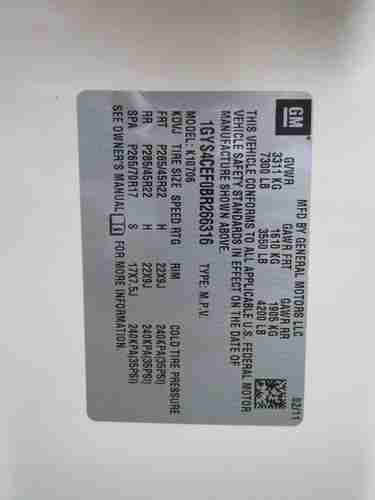 GM
MFD BY GENERAL MOTORS LLC
02/11
GVWR GAWR FRT GAWR RR
3311 KG 1610 KG 1905 KG
7300 LB 3550 LB 4200 LB
THIS VEHICLE CONFORMS TO ALL APPLICABLE U.S. FEDERAL MOTOR
VEHICLE SAFETY STANDARDS IN EFFECT ON THE DATE OF
MANUFACTURE SHOWN ABOVE.
1GYS4CEF0BR266316 TYPE: M.P.V.
MODEL: K10706
KDVJ TIRE SIZE SPEED RTG RIM COLD TIRE PRESSURE
FRT P285/45R22 H 22X9J 240KPA(35PSI)
RR P285/45R22 H 22X9J 240KPA(35PSI)
SPA P265/70R17 S 17X7.5J 240KPA(35PSI)
SEE OWNER'S MANUAL FOR MORE INFORMATION.